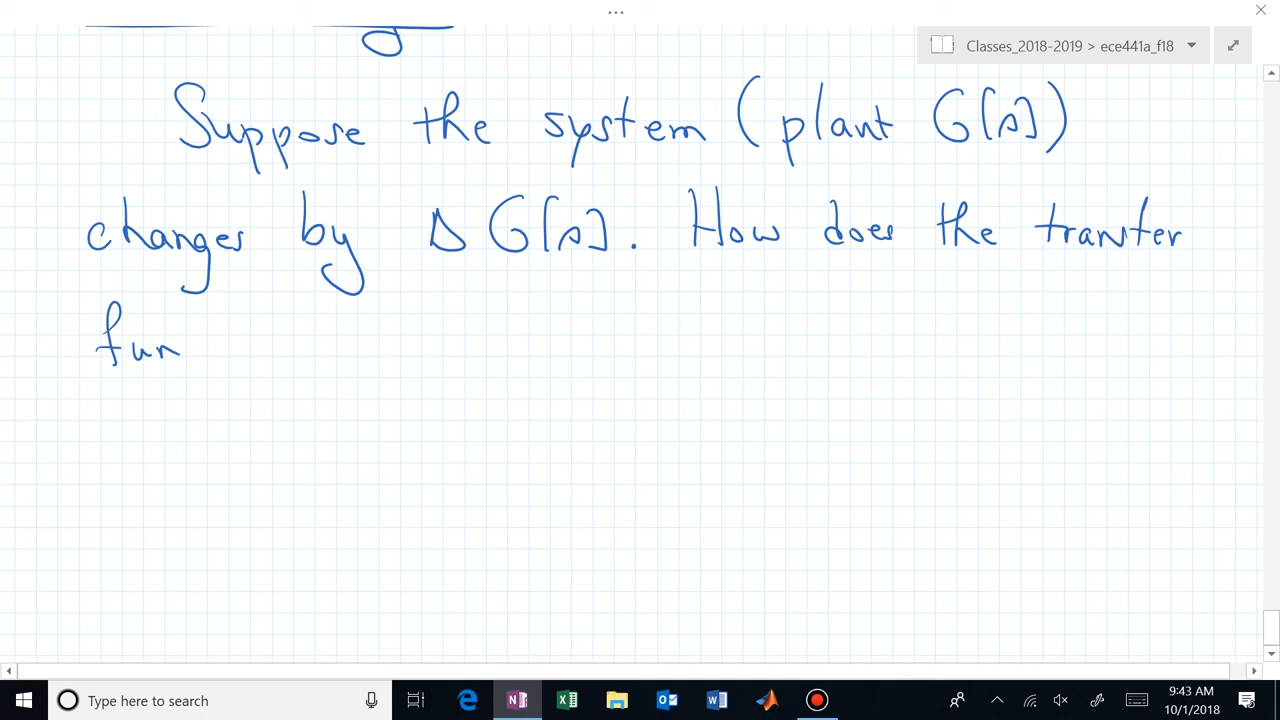 ...
Classes_2018-2019 > ece441a_f18
Suppose the system (plant G[s])
changes by Δ G[s]. How does the transfer
fun
Type here to search
9:43 AM
10/1/2018